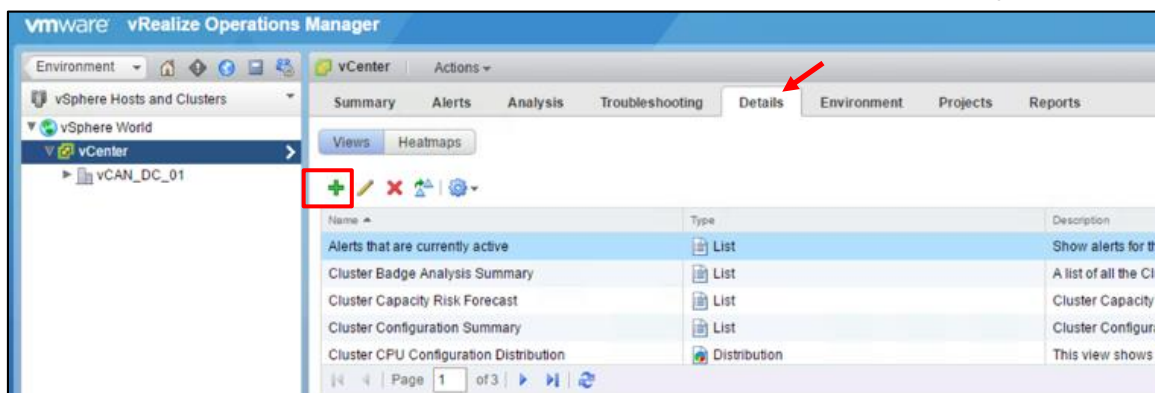 vmware vRealize Operations Manager
Environment
vCenter Actions
vSphere Hosts and Clusters
Summary Alerts Analysis Troubleshooting Details Environment Projects Reports
vSphere World
Views Heatmaps
vCenter
vCAN_DC_01
Name Type Description
Alerts that are currently active List Show alerts for th
Cluster Badge Analysis Summary List A list of all the Cl
Cluster Capacity Risk Forecast List Cluster Capacity
Cluster Configuration Summary List Cluster Configur
Cluster CPU Configuration Distribution Distribution This view shows
Page 1 of 3